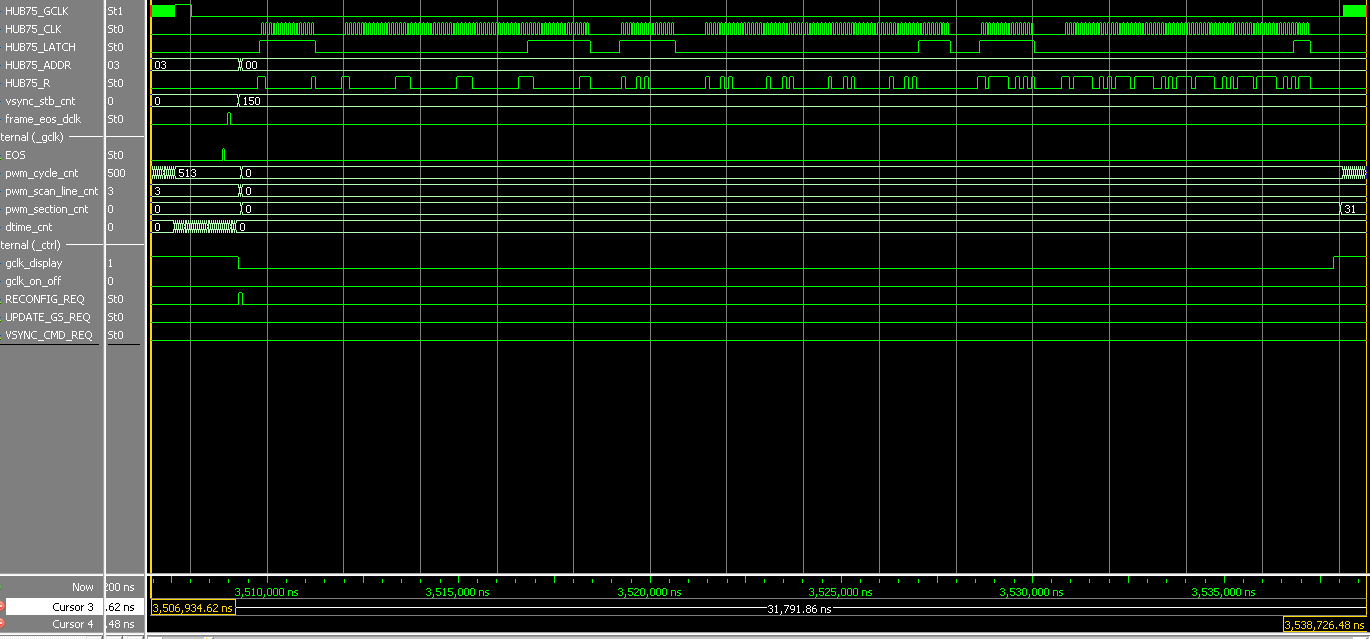 HUB75_GCLK St1
HUB75_CLK St0
HUB75_LATCH St0
HUB75_ADDR 03 03 00
HUB75_R St0
vsync_stb_cnt 0 0 150
frame_eos_dclk St0
ternal (_gclk)
EOS St0
pwm_cycle_cnt 500 513 0
pwm_scan_line_cnt 3 3 0
pwm_section_cnt 0 0 0 31
dtime_cnt 0 0 0
ternal (_ctrl)
gclk_display 1
gclk_on_off 0
RECONFIG_REQ St0
UPDATE_GS_REQ St0
VSYNC_CMD_REQ St0
Now 200 ns 3,510,000 ns 3,515,000 ns 3,520,000 ns 3,525,000 ns 3,530,000 ns 3,535,000 ns
Cursor 3 .62 ns 3,506,934.62 ns 31,791.86 ns
Cursor 4 .48 ns 3,538,726.48 ns